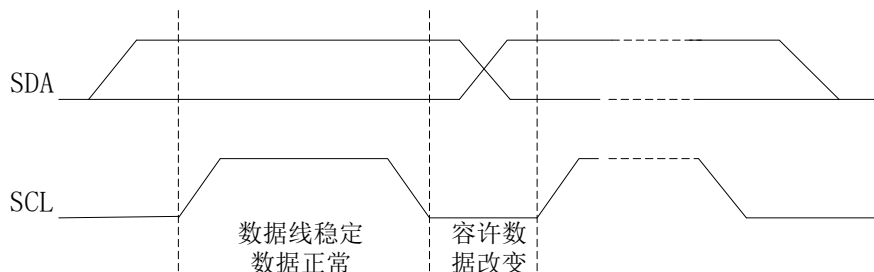 SDA
SCL
数据线稳定
数据正常
容许数
据改变